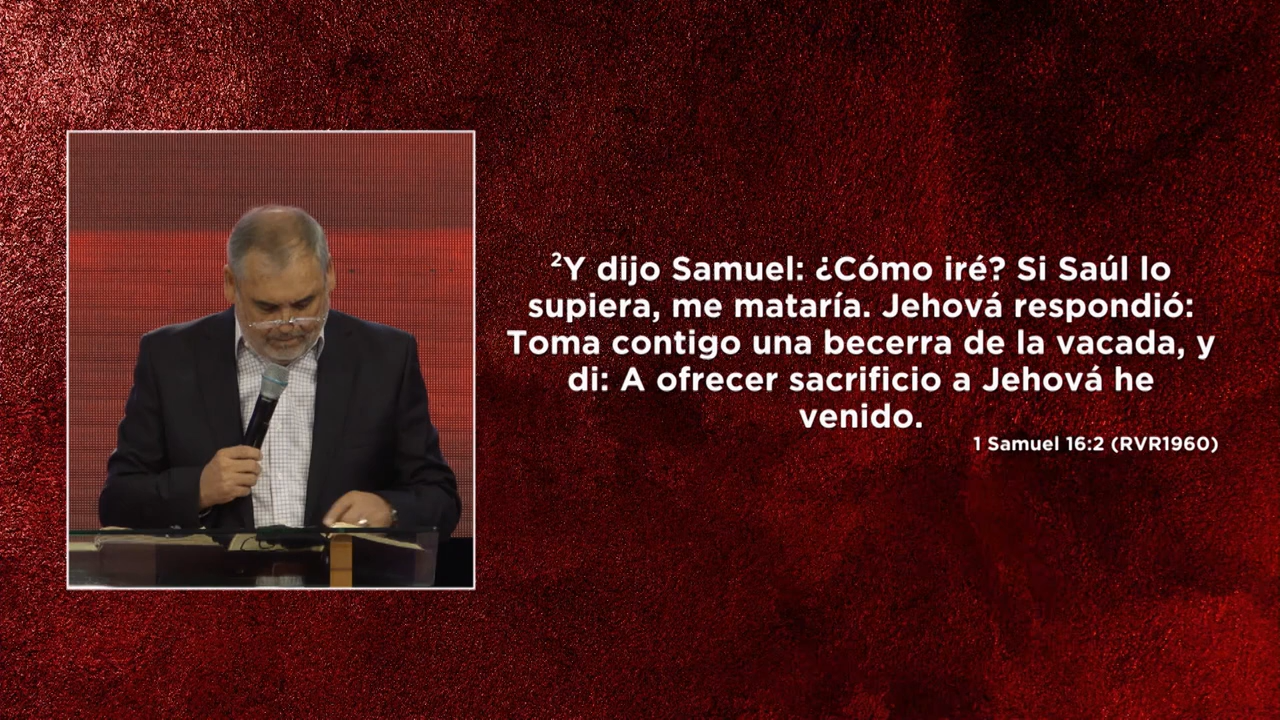 ²Y dijo Samuel: ¿Cómo iré? Si Saúl lo
supiera, me mataría. Jehová respondió:
Toma contigo una becerra de la vacada, y
di: A ofrecer sacrificio a Jehová he
venido.
1 Samuel 16:2 (RVR1960)